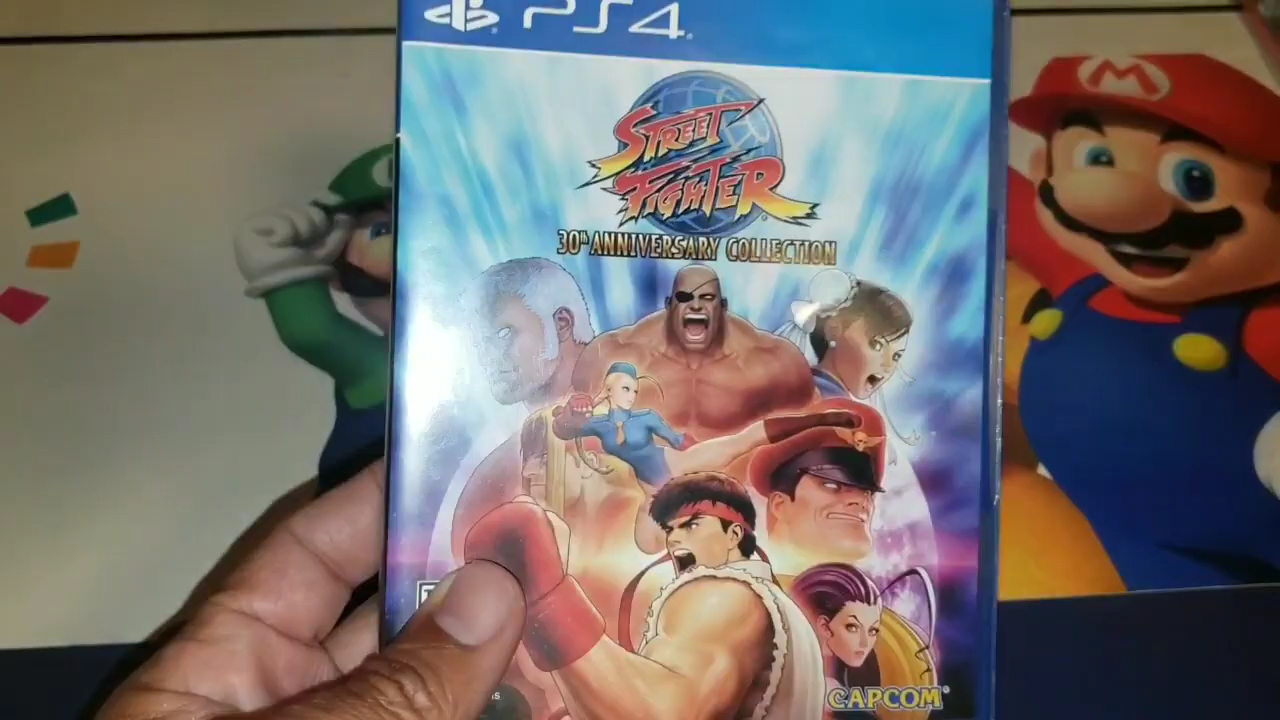 PS4
STREET
FIGHTER
30th ANNIVERSARY COLLECTION
CAPCOM
M
L